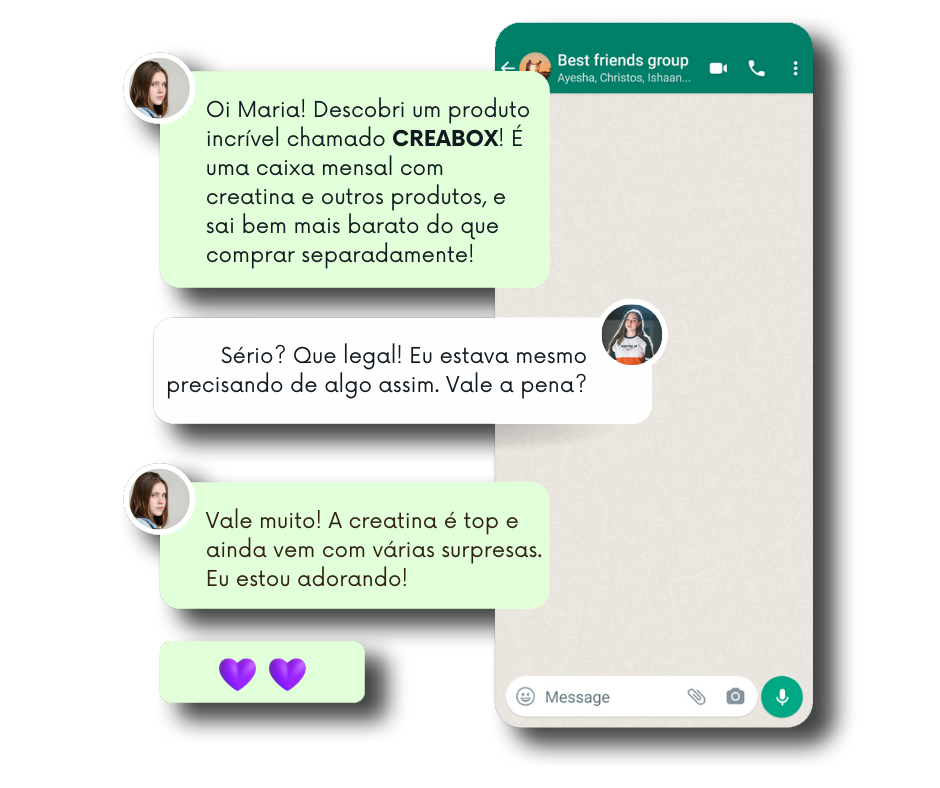 Best friends group
Ayesha, Christos, Ishaan...
Oi Maria! Descobri um produto
incrível chamado CREABOX! É
uma caixa mensal com
creatina e outros produtos, e
sai bem mais barato do que
comprar separadamente!
Sério? Que legal! Eu estava mesmo
precisando de algo assim. Vale a pena?
Vale muito! A creatina é top e
ainda vem com várias surpresas.
Eu estou adorando!
Message